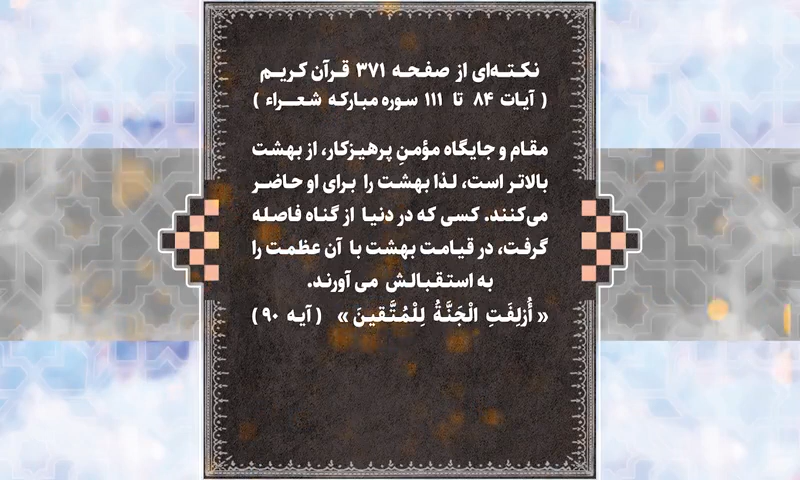 نکته‌ای از صفحه ۳۷۱ قرآن کریم
( آیات ۸۴ تا ۱۱۱ سوره مبارکه شعراء )
مقام و جایگاه مؤمنِ پرهیزکار، از بهشت
بالاتر است، لذا بهشت را برای او حاضر
می‌کنند. کسی که در دنیا از گناه فاصله
گرفت، در قیامت بهشت با آن عظمت را
به استقبالش می آورند.
« أُزلِفَتِ الْجَنَّةُ لِلْمُتَّقینَ » ( آیه ۹۰ )